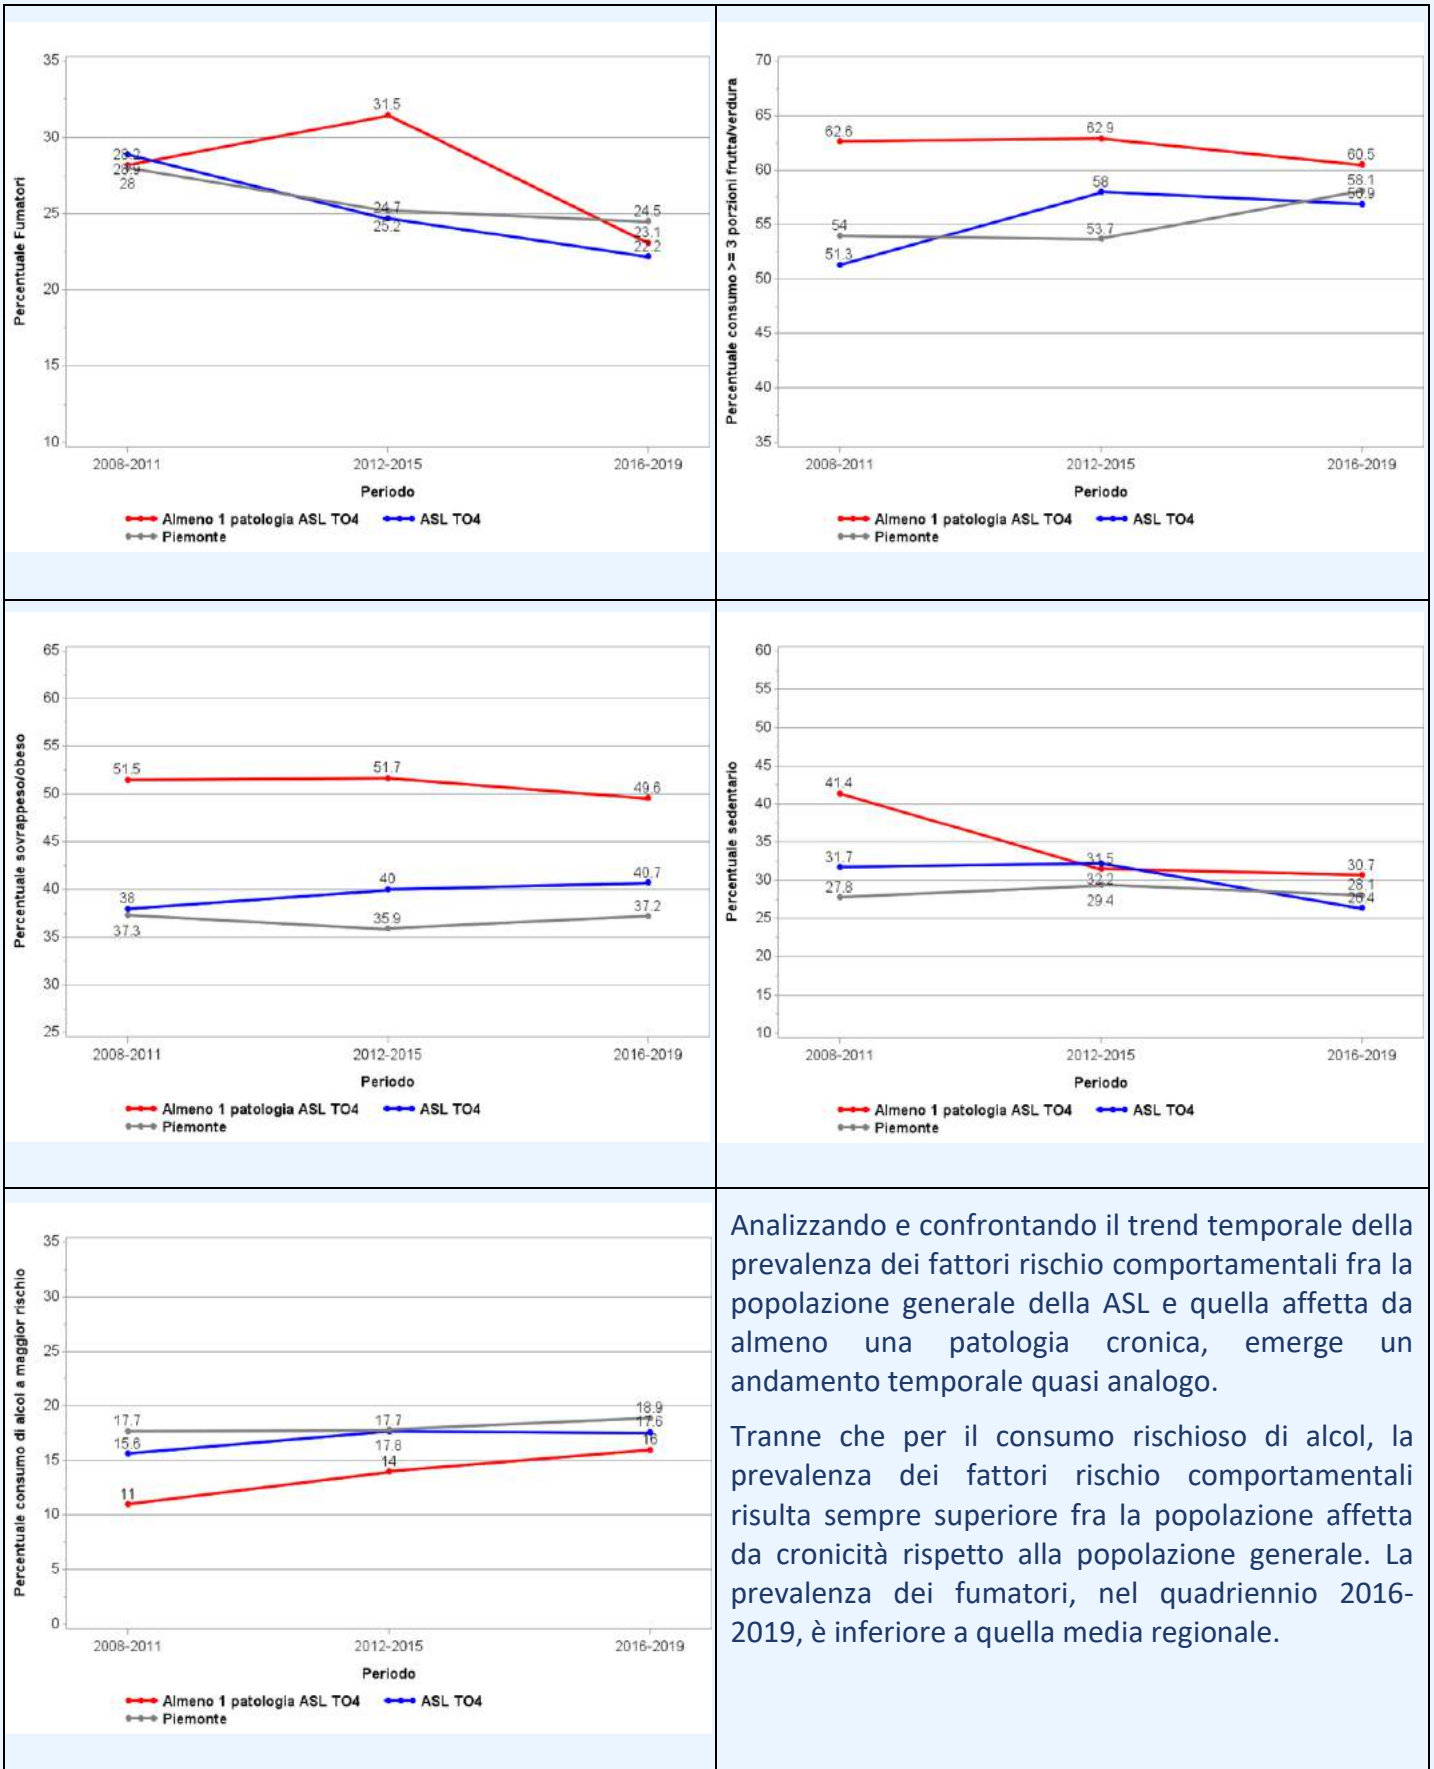 35
30
25
20
15
10
Percentuale Fumatori
31.5
28.2
28.9
28
24.7
25.2
24.5
23.1
22.2
2008-2011 2012-2015 2016-2019
Periodo
Almeno 1 patologia ASL TO4 ASL TO4
Piemonte
70
65
60
55
50
45
40
35
Percentuale consumo >= 3 porzioni frutta/verdura
62.6
62.9
60.5
58.1
56.9
58
54
53.7
51.3
2008-2011 2012-2015 2016-2019
Periodo
Almeno 1 patologia ASL TO4 ASL TO4
Piemonte
65
60
55
50
45
40
35
30
25
Percentuale sovrappeso/obeso
51.5
51.7
49.6
38
40
40.7
37.3
35.9
37.2
2008-2011 2012-2015 2016-2019
Periodo
Almeno 1 patologia ASL TO4 ASL TO4
Piemonte
60
55
50
45
40
35
30
25
20
15
10
Percentuale sedentario
41.4
31.7
27.8
31.5
32.2
29.4
30.7
28.1
26.4
2008-2011 2012-2015 2016-2019
Periodo
Almeno 1 patologia ASL TO4 ASL TO4
Piemonte
35
30
25
20
15
10
5
0
Percentuale consumo di alcol a maggior rischio
17.7
15.6
11
17.7
17.8
14
18.9
17.6
16
2008-2011 2012-2015 2016-2019
Periodo
Almeno 1 patologia ASL TO4 ASL TO4
Piemonte
Analizzando e confrontando il trend temporale della
prevalenza dei fattori rischio comportamentali fra la
popolazione generale della ASL e quella affetta da
almeno una patologia cronica, emerge un
andamento temporale quasi analogo.
Tranne che per il consumo rischioso di alcol, la
prevalenza dei fattori rischio comportamentali
risulta sempre superiore fra la popolazione affetta
da cronicità rispetto alla popolazione generale. La
prevalenza dei fumatori, nel quadriennio 2016-
2019, è inferiore a quella media regionale.